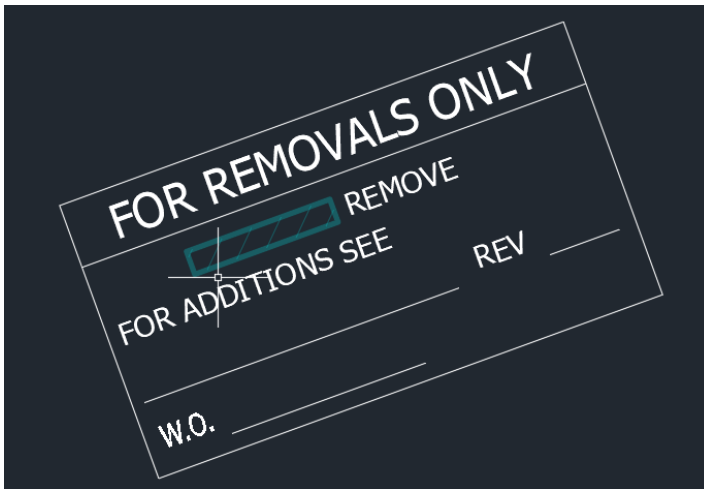 FOR REMOVALS ONLY
REMOVE
FOR ADDITIONS SEE
REV
W.O.